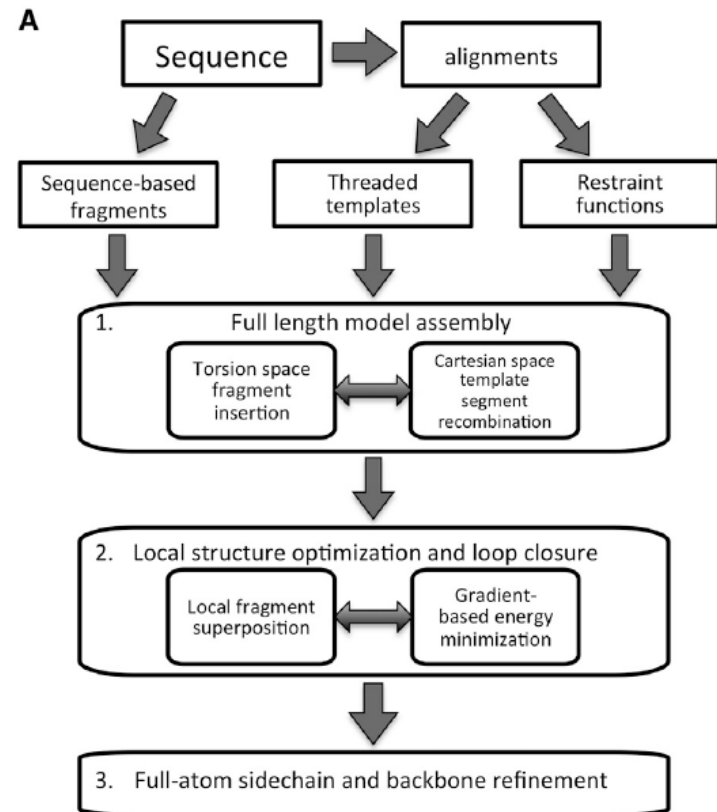 A
Sequence
alignments
Sequence-based
fragments
Threaded
templates
Restraint
functions
1. Full length model assembly
Torsion space
fragment
insertion
Cartesian space
template
segment
recombination
2. Local structure optimization and loop closure
Local fragment
superposition
Gradient-
based energy
minimization
3. Full-atom sidechain and backbone refinement